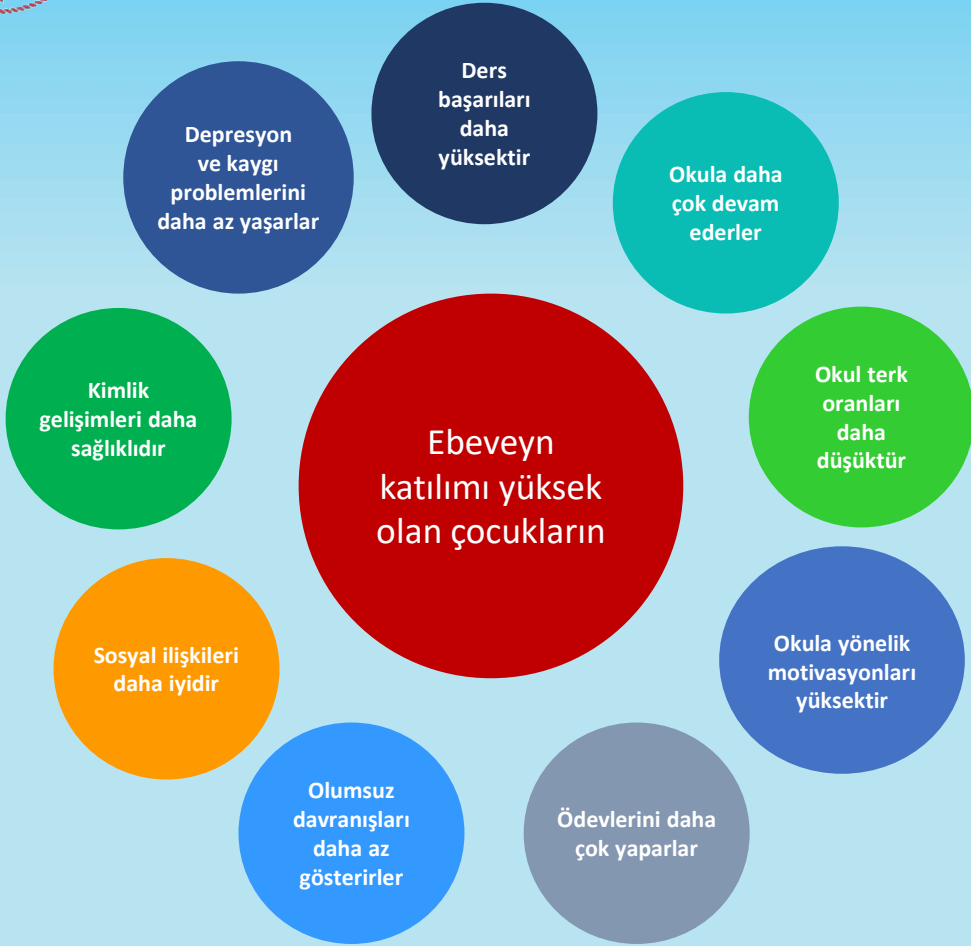 Ders
başarıları
daha
yüksektir
Okula daha
çok devam
ederler
Okul terk
oranları
daha
düşüktür
Okula yönelik
motivasyonları
yüksektir
Ödevlerini daha
çok yaparlar
Olumsuz
davranışları
daha az
gösterirler
Sosyal ilişkileri
daha iyidir
Kimlik
gelişimleri daha
sağlıklıdır
Depresyon
ve kaygı
problemlerini
daha az yaşarlar
Ebeveyn
katılımı yüksek
olan çocukların